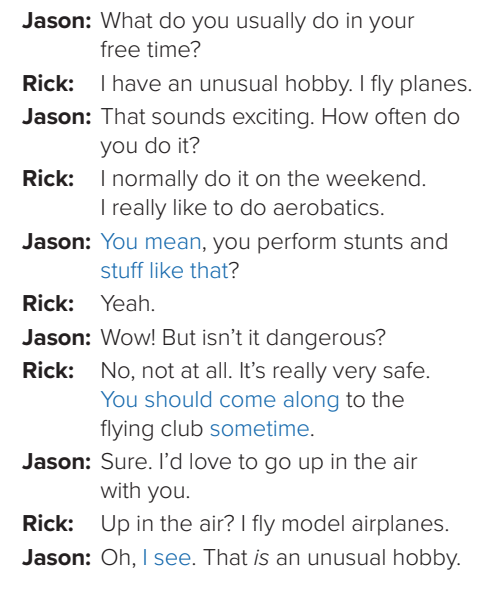 Jason: What do you usually do in your
free time?
Rick: I have an unusual hobby. I fly planes.
Jason: That sounds exciting. How often do
you do it?
Rick: I normally do it on the weekend.
I really like to do aerobatics.
Jason: You mean, you perform stunts and
stuff like that?
Rick: Yeah.
Jason: Wow! But isn’t it dangerous?
Rick: No, not at all. It’s really very safe.
You should come along to the
flying club sometime.
Jason: Sure. I’d love to go up in the air
with you.
Rick: Up in the air? I fly model airplanes.
Jason: Oh, I see. That is an unusual hobby.